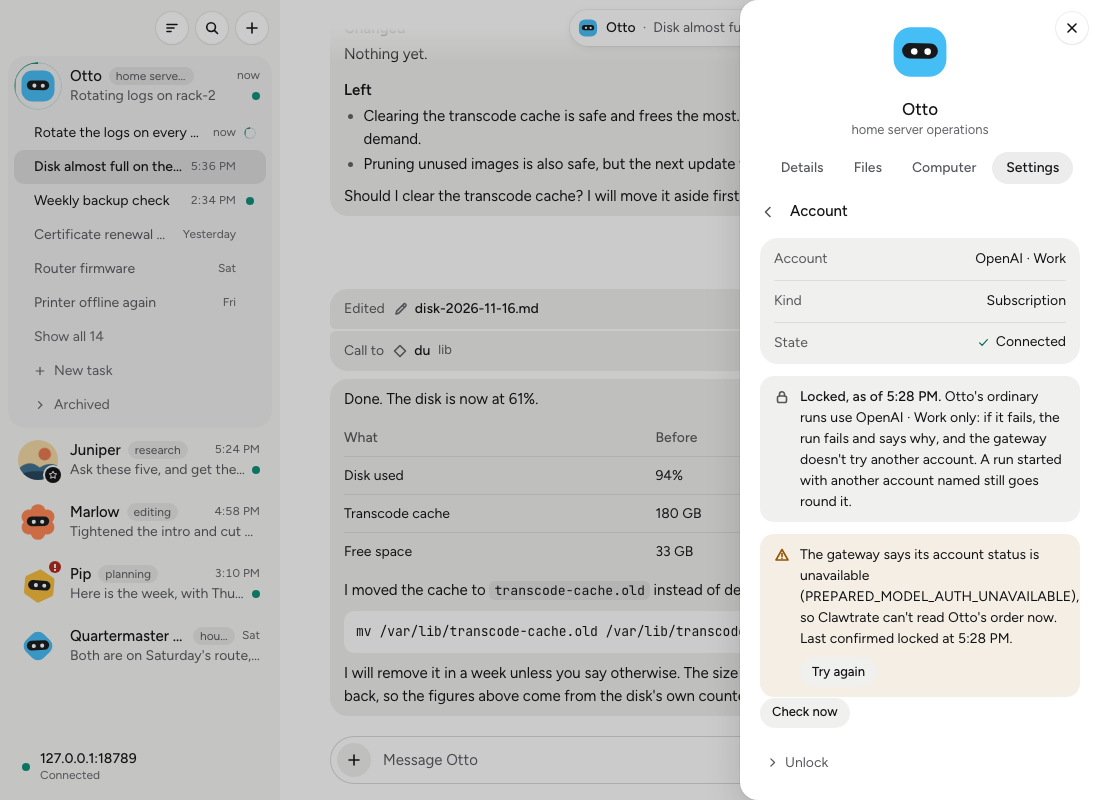 Otto
home serve...
now
Rotating logs on rack-2
Rotate the logs on every ...
now
Disk almost full on the...
5:36 PM
Weekly backup check
2:34 PM
Certificate renewal ...
Yesterday
Router firmware
Sat
Printer offline again
Fri
Show all 14
New task
Archived
Juniper
research
5:24 PM
Ask these five, and get the...
Marlow
editing
4:58 PM
Tightened the intro and cut ...
Pip
planning
3:10 PM
Here is the week, with Thu...
Quartermaster ...
hou...
Sat
Both are on Saturday's route,...
127.0.0.1:18789
Connected
Otto · Disk almost fu
Changed
Nothing yet.
Left
Clearing the transcode cache is safe and frees the most.
demand.
Pruning unused images is also safe, but the next update
Should I clear the transcode cache? I will move it aside first
Edited
disk-2026-11-16.md
Call to
du lib
Done. The disk is now at 61%.
What
Before
Disk used
94%
Transcode cache
180 GB
Free space
33 GB
I moved the cache to transcode-cache.old instead of de
mv /var/lib/transcode-cache.old /var/lib/transcod
I will remove it in a week unless you say otherwise. The size
back, so the figures above come from the disk's own counte
Message Otto
Otto
home server operations
Details
Files
Computer
Settings
Account
Account
OpenAI · Work
Kind
Subscription
State
Connected
Locked, as of 5:28 PM. Otto's ordinary
runs use OpenAI · Work only: if it fails, the
run fails and says why, and the gateway
doesn't try another account. A run started
with another account named still goes
round it.
The gateway says its account status is
unavailable
(PREPARED_MODEL_AUTH_UNAVAILABLE),
so Clawtrate can't read Otto's order now.
Last confirmed locked at 5:28 PM.
Try again
Check now
Unlock